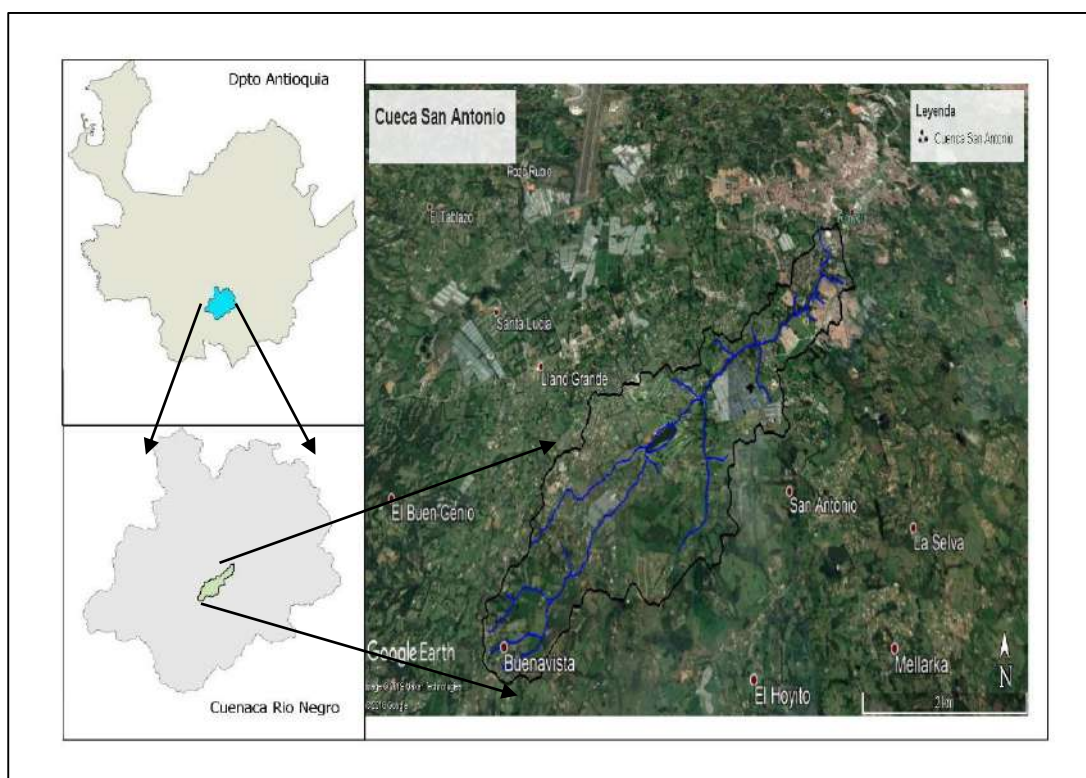 Dpto Antioquia
Cuenaca Rio Negro
Cueca San Antonio
Leyenda
Cuenca San Antonio
Pozo Rubio
El Tablazo
Santa Lucia
Llano Grande
El Buen Genio
San Antonio
La Selva
Google Earth
Buenavista
Mellarka
El Hoyito
N
2 km